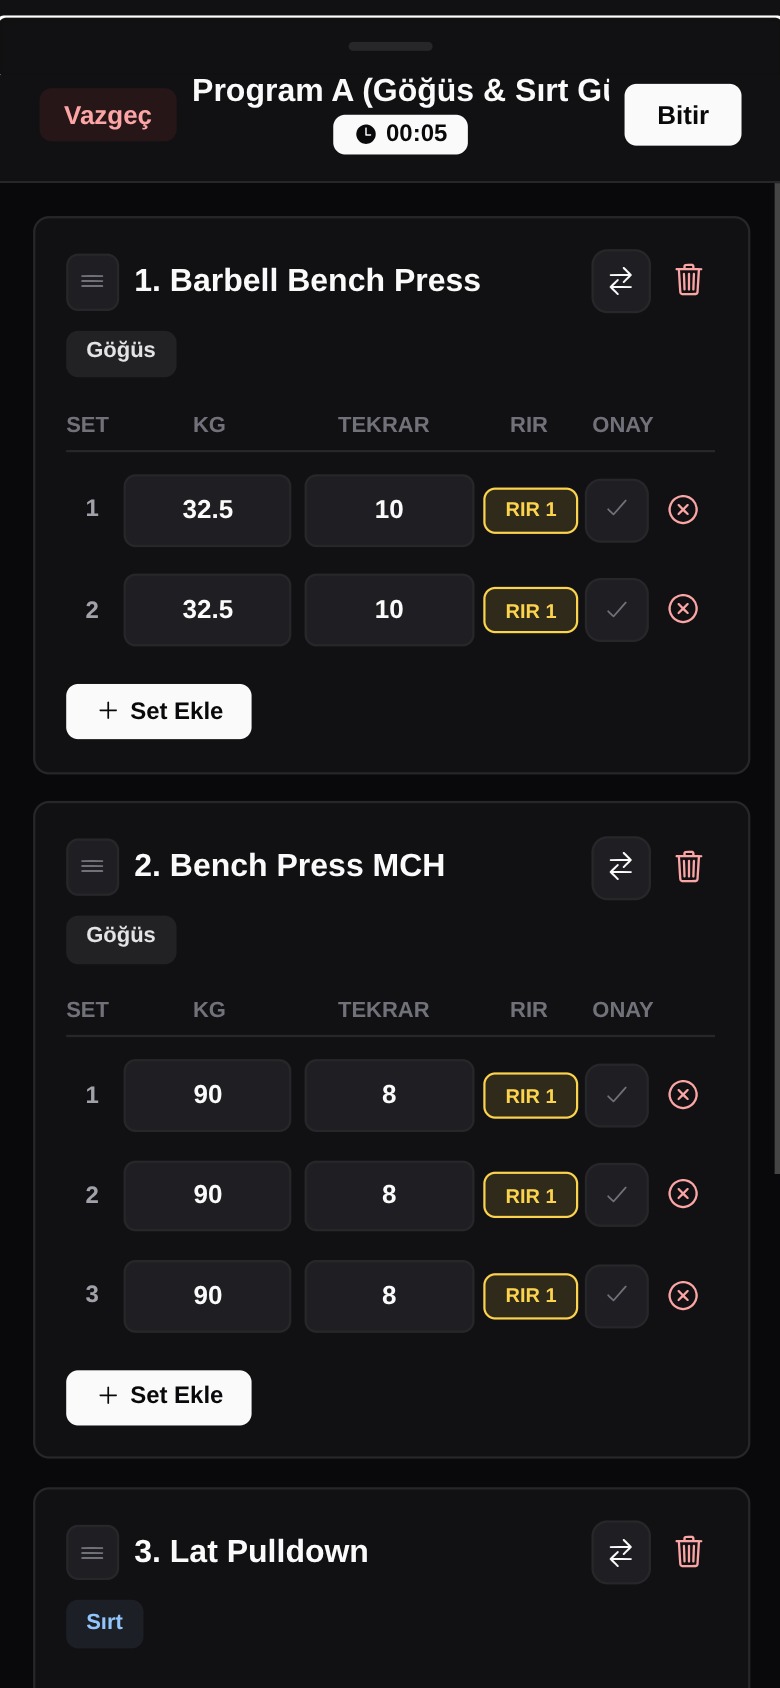 Program A (Göğüs & Sırt Gü
Vazgeç
00:05
Bitir
1. Barbell Bench Press
Göğüs
SET KG TEKRAR RIR ONAY
1 32.5 10 RIR 1
2 32.5 10 RIR 1
Set Ekle
2. Bench Press MCH
Göğüs
SET KG TEKRAR RIR ONAY
1 90 8 RIR 1
2 90 8 RIR 1
3 90 8 RIR 1
Set Ekle
3. Lat Pulldown
Sırt